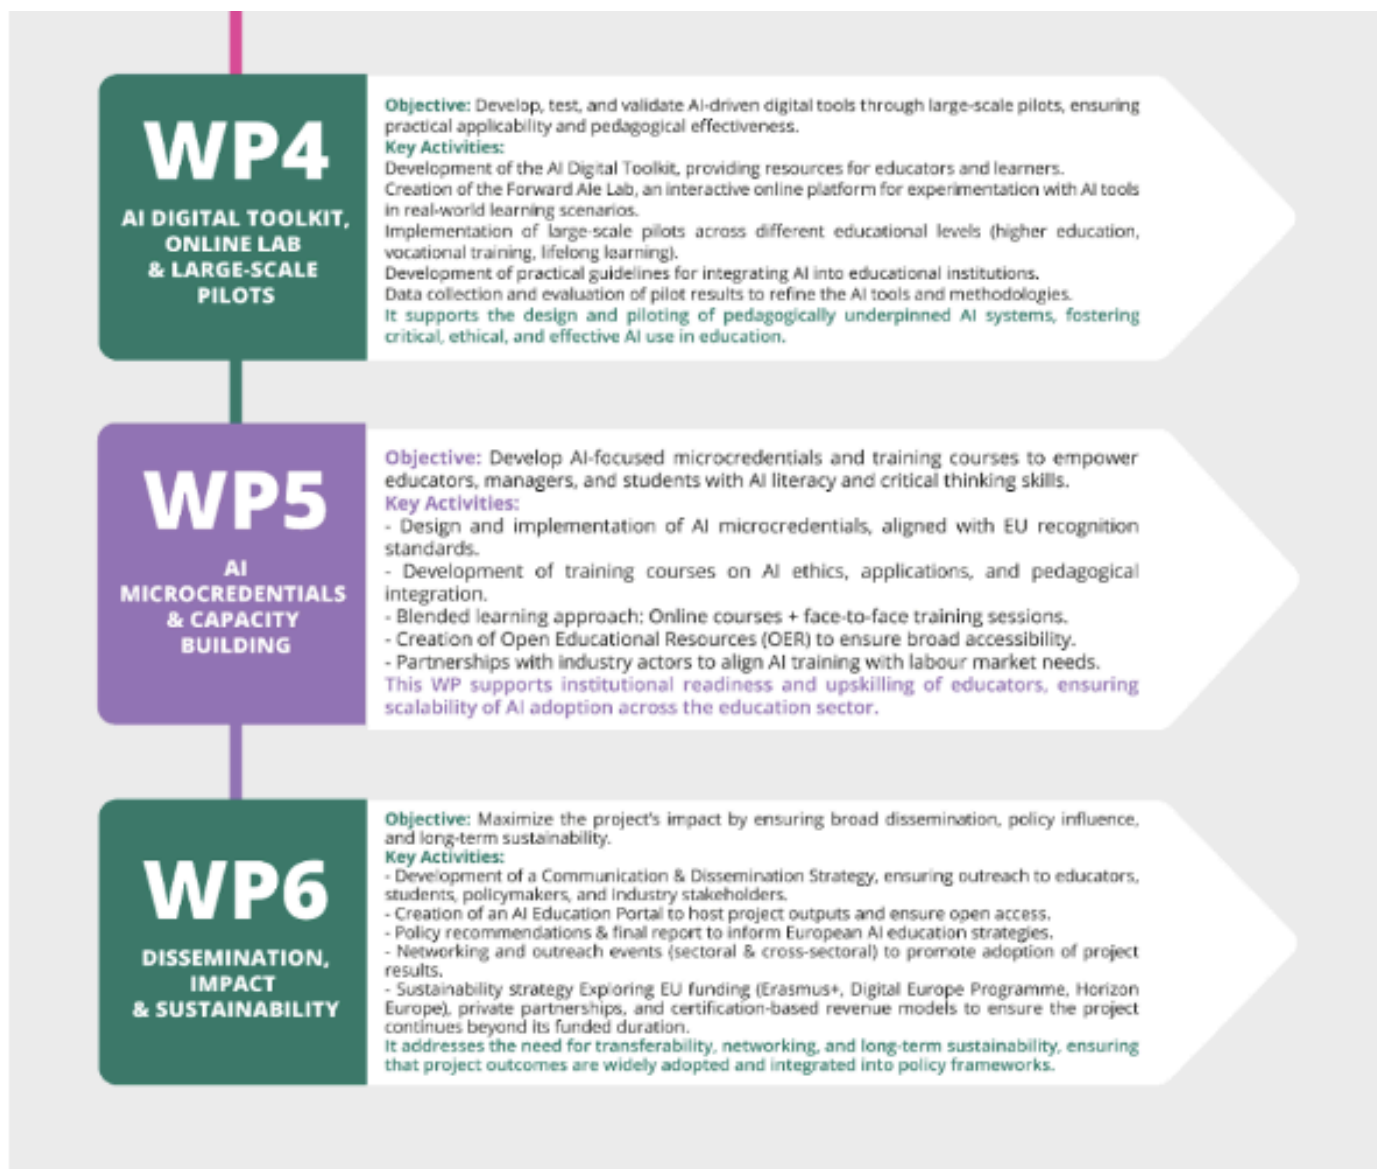 WP4
AI DIGITAL TOOLKIT,
ONLINE LAB
& LARGE-SCALE
PILOTS
Objective: Develop, test, and validate AI-driven digital tools through large-scale pilots, ensuring
practical applicability and pedagogical effectiveness.
Key Activities:
Development of the AI Digital Toolkit, providing resources for educators and learners.
Creation of the Forward AIe Lab, an interactive online platform for experimentation with AI tools
in real-world learning scenarios.
Implementation of large-scale pilots across different educational levels (higher education,
vocational training, lifelong learning).
Development of practical guidelines for integrating AI into educational institutions.
Data collection and evaluation of pilot results to refine the AI tools and methodologies.
It supports the design and piloting of pedagogically underpinned AI systems, fostering
critical, ethical, and effective AI use in education.
WP5
AI
MICROCREDENTIALS
& CAPACITY
BUILDING
Objective: Develop AI-focused microcredentials and training courses to empower
educators, managers, and students with AI literacy and critical thinking skills.
Key Activities:
- Design and implementation of AI microcredentials, aligned with EU recognition
standards.
- Development of training courses on AI ethics, applications, and pedagogical
integration.
- Blended learning approach: Online courses + face-to-face training sessions.
- Creation of Open Educational Resources (OER) to ensure broad accessibility.
- Partnerships with industry actors to align AI training with labour market needs.
This WP supports institutional readiness and upskilling of educators, ensuring
scalability of AI adoption across the education sector.
WP6
DISSEMINATION,
IMPACT
& SUSTAINABILITY
Objective: Maximize the project's impact by ensuring broad dissemination, policy influence,
and long-term sustainability.
Key Activities:
- Development of a Communication & Dissemination Strategy, ensuring outreach to educators,
students, policymakers, and industry stakeholders.
- Creation of an AI Education Portal to host project outputs and ensure open access.
- Policy recommendations & final report to inform European AI education strategies.
- Networking and outreach events (sectoral & cross-sectoral) to promote adoption of project
results.
- Sustainability strategy Exploring EU funding (Erasmus+, Digital Europe Programme, Horizon
Europe), private partnerships, and certification-based revenue models to ensure the project
continues beyond its funded duration.
It addresses the need for transferability, networking, and long-term sustainability, ensuring
that project outcomes are widely adopted and integrated into policy frameworks.